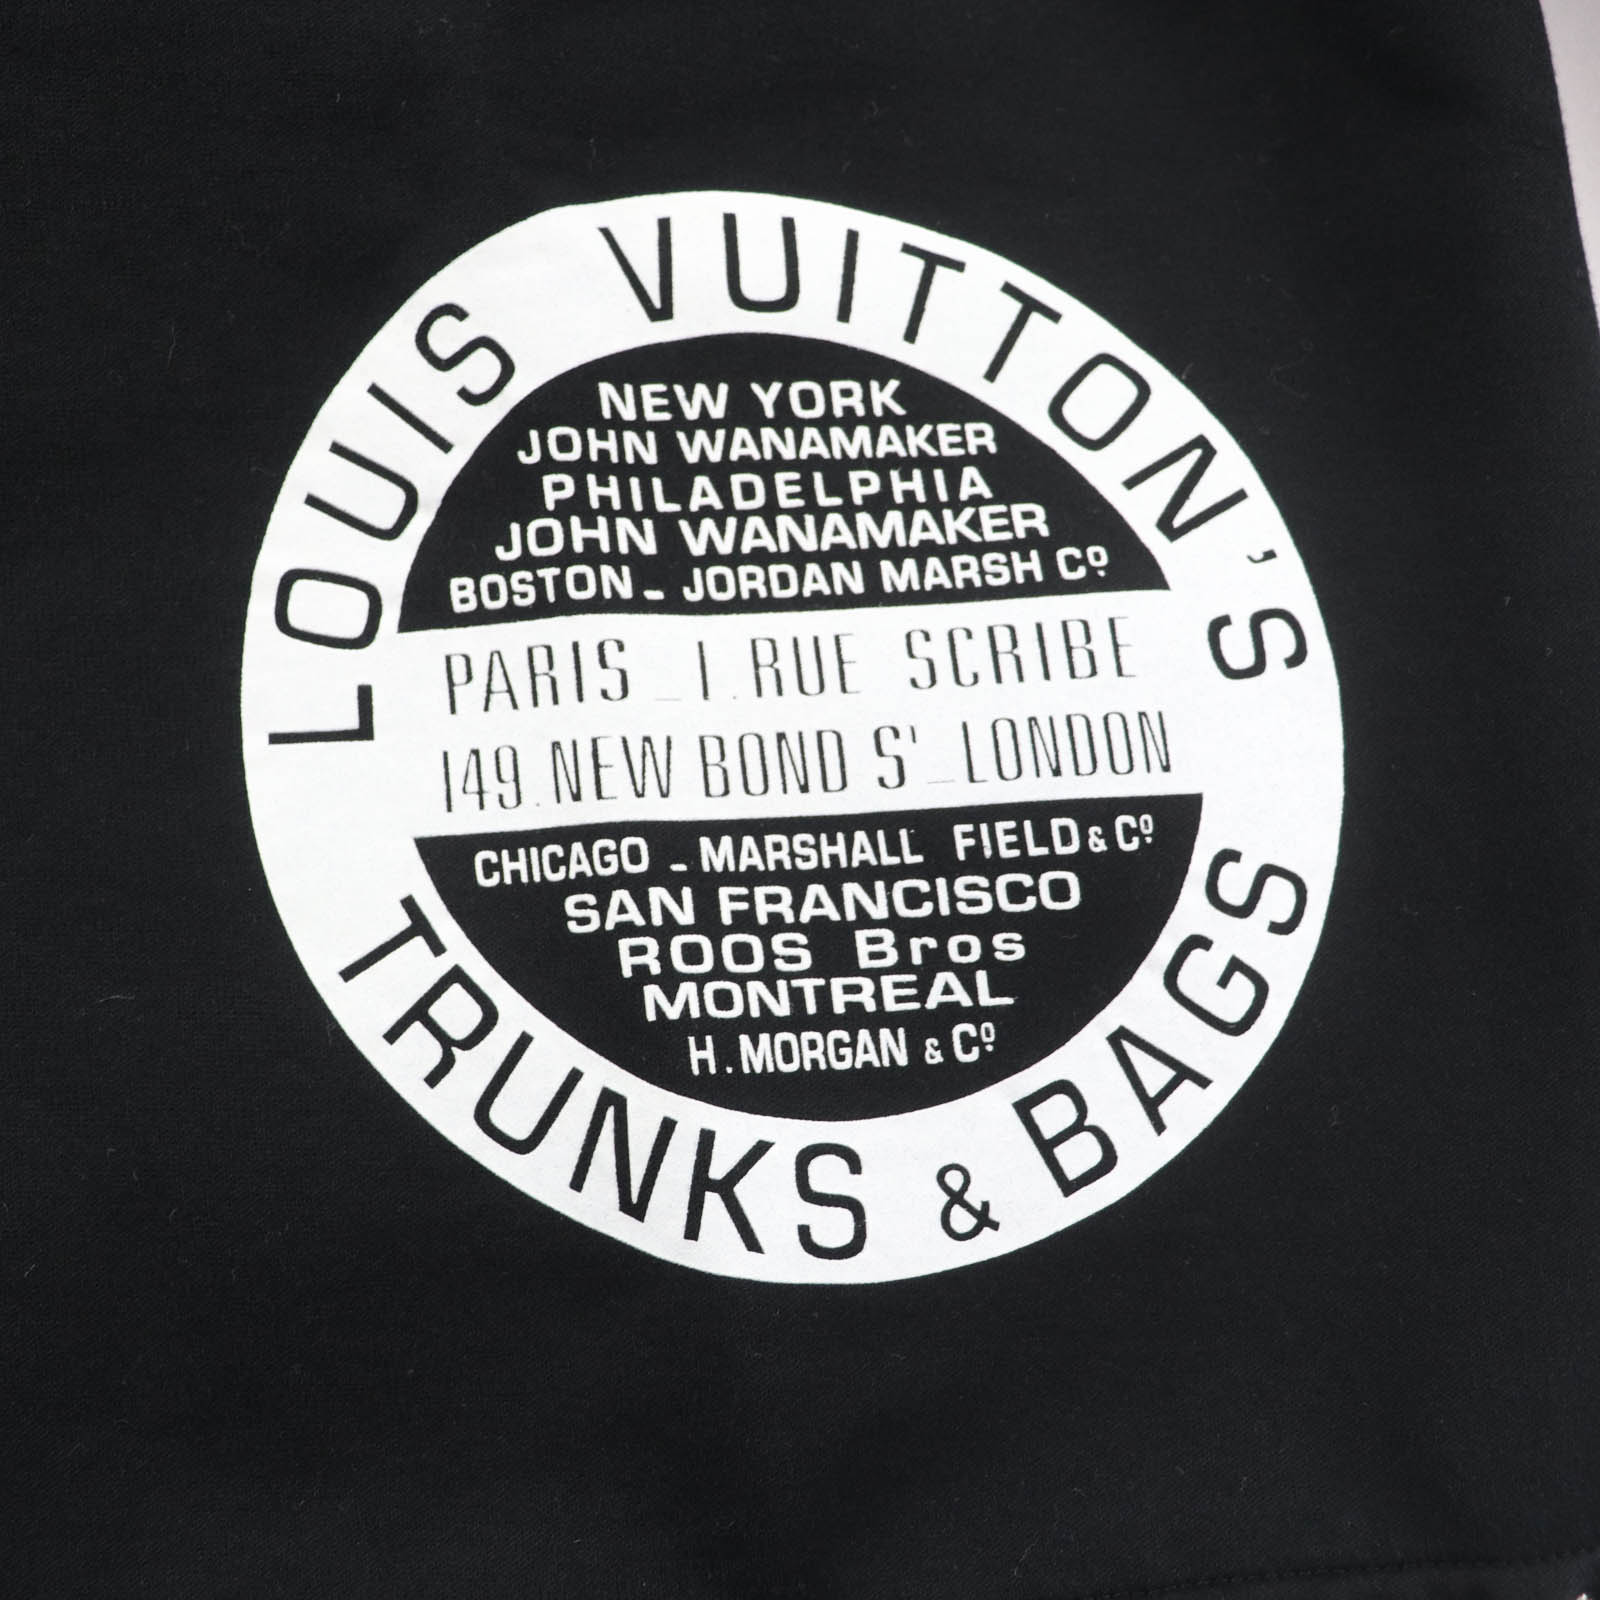 LOUIS VUITTON'S
NEW YORK
JOHN WANAMAKER
PHILADELPHIA
JOHN WANAMAKER
BOSTON - JORDAN MARSH Cº
PARIS _ 1. RUE SCRIBE
149. NEW BOND S' _ LONDON
CHICAGO - MARSHALL FIELD & Cº
SAN FRANCISCO
ROOS Bros
MONTREAL
H. MORGAN & Cº
TRUNKS & BAGS